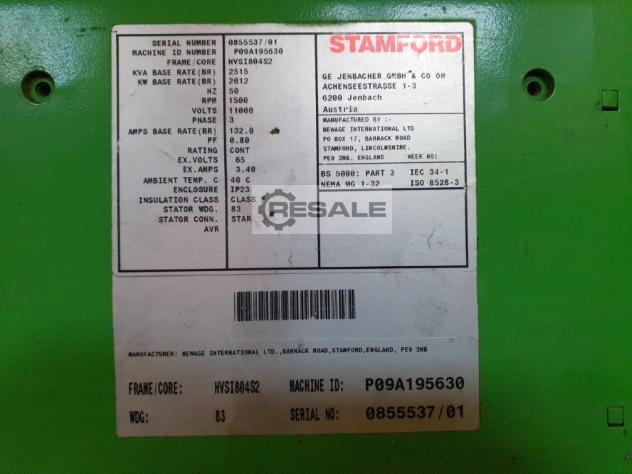 SERIAL NUMBER 0855537/01
MACHINE ID NUMBER P09A195630
FRAME/CORE HVSI804S2
KVA BASE RATE(BR) 2515
KW BASE RATE(BR) 2012
HZ 50
RPM 1500
VOLTS 11000
PHASE 3
AMPS BASE RATE(BR) 132.0
PF 0.80
RATING CONT
EX.VOLTS 65
EX.AMPS 3.40
AMBIENT TEMP. C 40 C
ENCLOSURE IP23
INSULATION CLASS CLASS
STATOR WDG. 83
STATOR CONN. STAR
AVR
STAMFORD
GE JENBACHER GMBH & CO OH
ACHENSEESTRASSE 1-3
6200 Jenbach
Austria
MANUFACTURED BY :-
NEWAGE INTERNATIONAL LTD
PO BOX 17, BARNACK ROAD
STAMFORD, LINCOLNSHIRE.
PE9 2NB, ENGLAND WEEK NO:
BS 5000: PART 3 IEC 34-1
NEMA MG 1-32 ISO 8528-3
RESALE
MANUFACTURER: NEWAGE INTERNATIONAL LTD.,BARNACK ROAD,STAMFORD,ENGLAND, PE9 2NB
FRAME/CORE: HVSI804S2 MACHINE ID: P09A195630
WDG: 83 SERIAL NO: 0855537/01